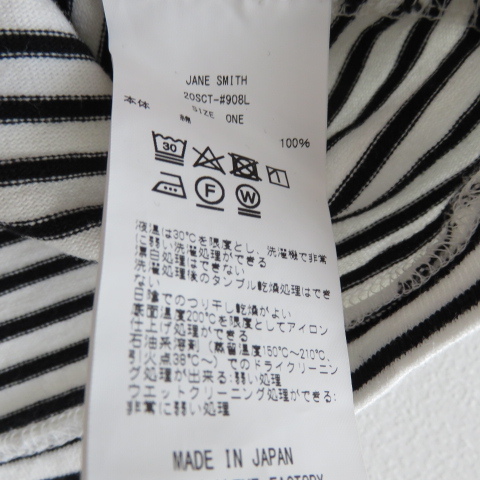 JANE SMITH
20SCT-#908L
SIZE ONE
本体 綿 100%
30
F W
液温は30℃を限度とし、洗濯機で非常
に弱い洗濯処理ができる
漂白処理はできない
洗濯処理後のタンブル乾燥処理はでき
ない
日陰でのつり干し乾燥がよい
底面温度200℃を限度としてアイロン
仕上げ処理ができる
石油系溶剤(蒸留温度150℃~210℃、
引火点38℃~)でのドライクリーニン
グ処理が出来る:弱い処理
ウエットクリーニング処理ができる:
非常に弱い処理
MADE IN JAPAN
FACTORY